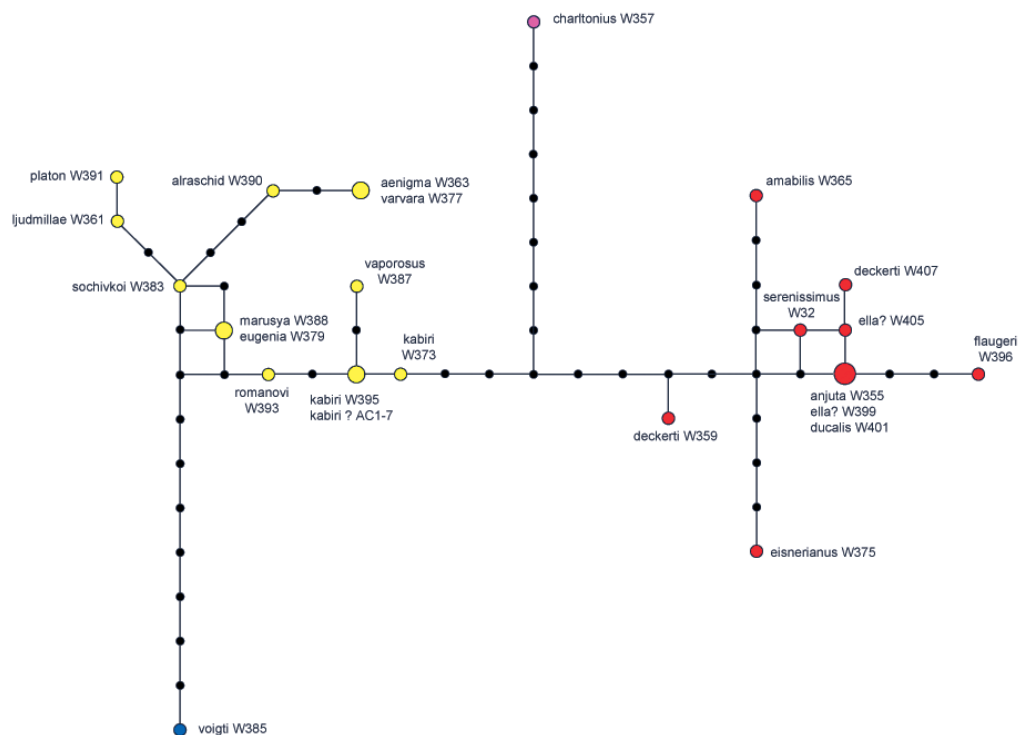 charltonius W357
platon W391
alraschid W390
aenigma W363
varvara W377
amabilis W365
ljudmillae W361
vaporosus
W387
deckerti W407
sochivkoi W383
serenissimus
W32
marusya W388
eugenia W379
ella? W405
kabiri
W373
flaugeri
W396
romanovi
W393
kabiri W395
kabiri ? AC1-7
anjuta W355
ella? W399
ducalis W401
deckerti W359
eisnerianus W375
voigti W385